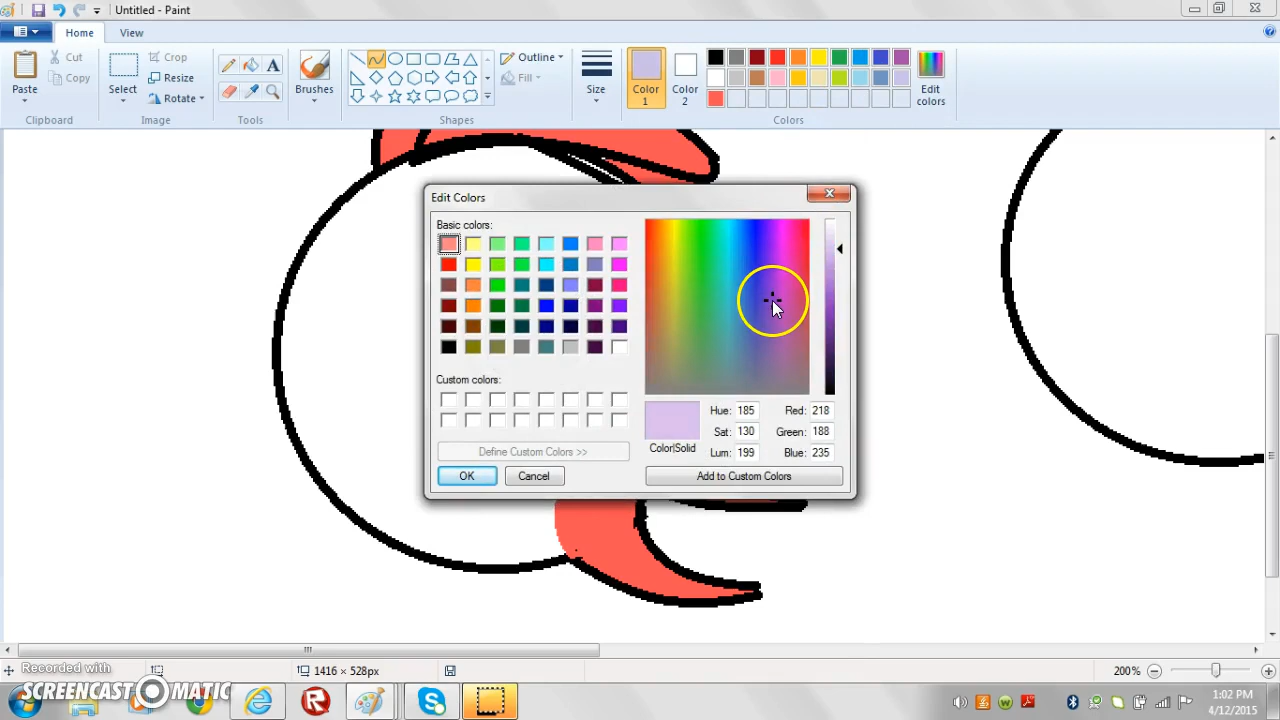 Untitled - Paint
Home View
Paste
Cut
Copy
Clipboard
Select
Crop
Resize
Rotate
Image
Tools
Brushes
Outline
Fill
Shapes
Size
Color 1
Color 2
Edit colors
Colors
Edit Colors
Basic colors:
Custom colors:
Define Custom Colors >>
OK Cancel
Color|Solid
Hue: 185 Red: 218
Sat: 130 Green: 188
Lum: 199 Blue: 235
Add to Custom Colors
1416 × 528px
200%
Recorded with
SCREENCAST MATIC
1:02 PM
4/12/2015